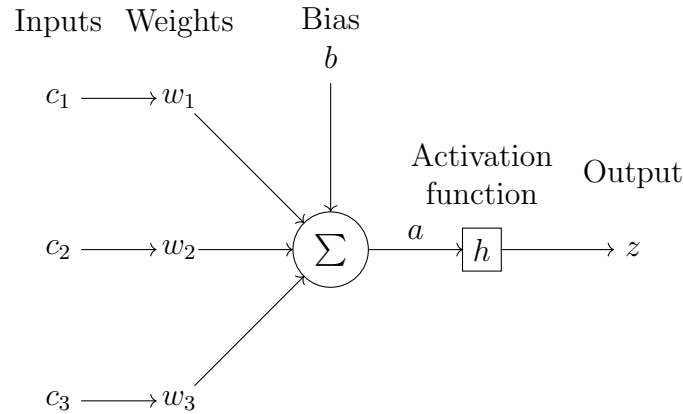 Inputs Weights Bias
b
c₁ w₁
Activation
function
Output
c₂ w₂ Σ a h z
c₃ w₃